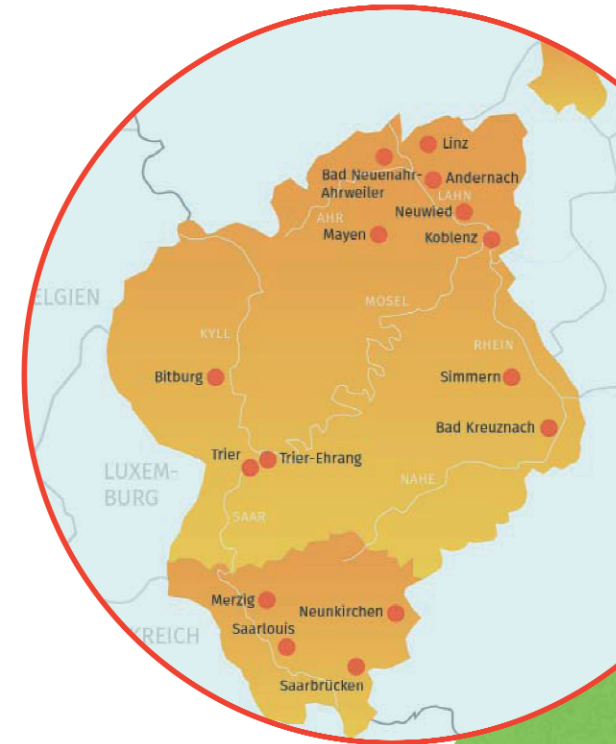 Linz
Bad Neuenahr-
Ahrweiler
Andernach
LAHN
Neuwied
AHR
Mayen
Koblenz
ELGIEN
MOSEL
KYLL
RHEIN
Bitburg
Simmern
Bad Kreuznach
Trier
Trier-Ehrang
LUXEM-
BURG
NAHE
SAAR
Merzig
Neunkirchen
Saarlouis
KREICH
Saarbrücken